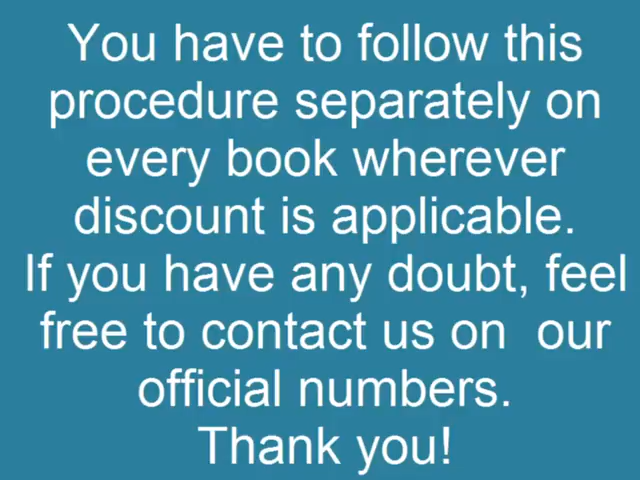 You have to follow this
procedure separately on
every book wherever
discount is applicable.
If you have any doubt, feel
free to contact us on  our
official numbers.
Thank you!